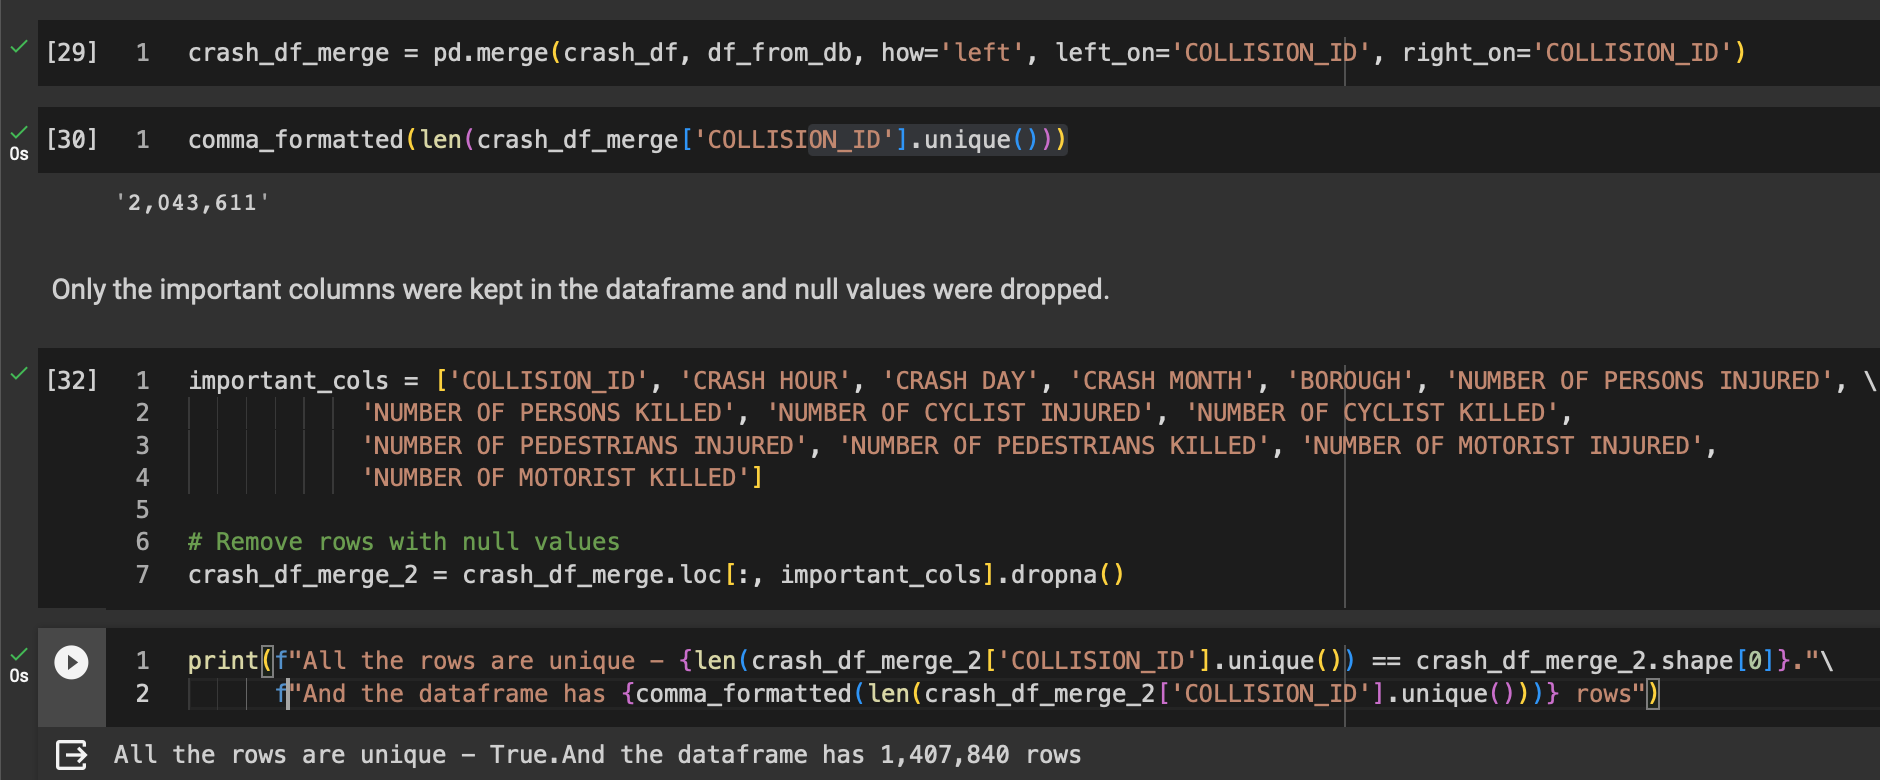 [29] 1 crash_df_merge = pd.merge(crash_df, df_from_db, how='left', left_on='COLLISION_ID', right_on='COLLISION_ID')
0s [30] 1 comma_formatted(len(crash_df_merge['COLLISION_ID'].unique()))
'2,043,611'
Only the important columns were kept in the dataframe and null values were dropped.
[32] 1 important_cols = ['COLLISION_ID', 'CRASH HOUR', 'CRASH DAY', 'CRASH MONTH', 'BOROUGH', 'NUMBER OF PERSONS INJURED', \
2 'NUMBER OF PERSONS KILLED', 'NUMBER OF CYCLIST INJURED', 'NUMBER OF CYCLIST KILLED',
3 'NUMBER OF PEDESTRIANS INJURED', 'NUMBER OF PEDESTRIANS KILLED', 'NUMBER OF MOTORIST INJURED',
4 'NUMBER OF MOTORIST KILLED']
5
6 # Remove rows with null values
7 crash_df_merge_2 = crash_df_merge.loc[:, important_cols].dropna()
0s 1 print(f"All the rows are unique – {len(crash_df_merge_2['COLLISION_ID'].unique()) == crash_df_merge_2.shape[0]}."\
2 f"And the dataframe has {comma_formatted(len(crash_df_merge_2['COLLISION_ID'].unique()))} rows")
All the rows are unique – True.And the dataframe has 1,407,840 rows